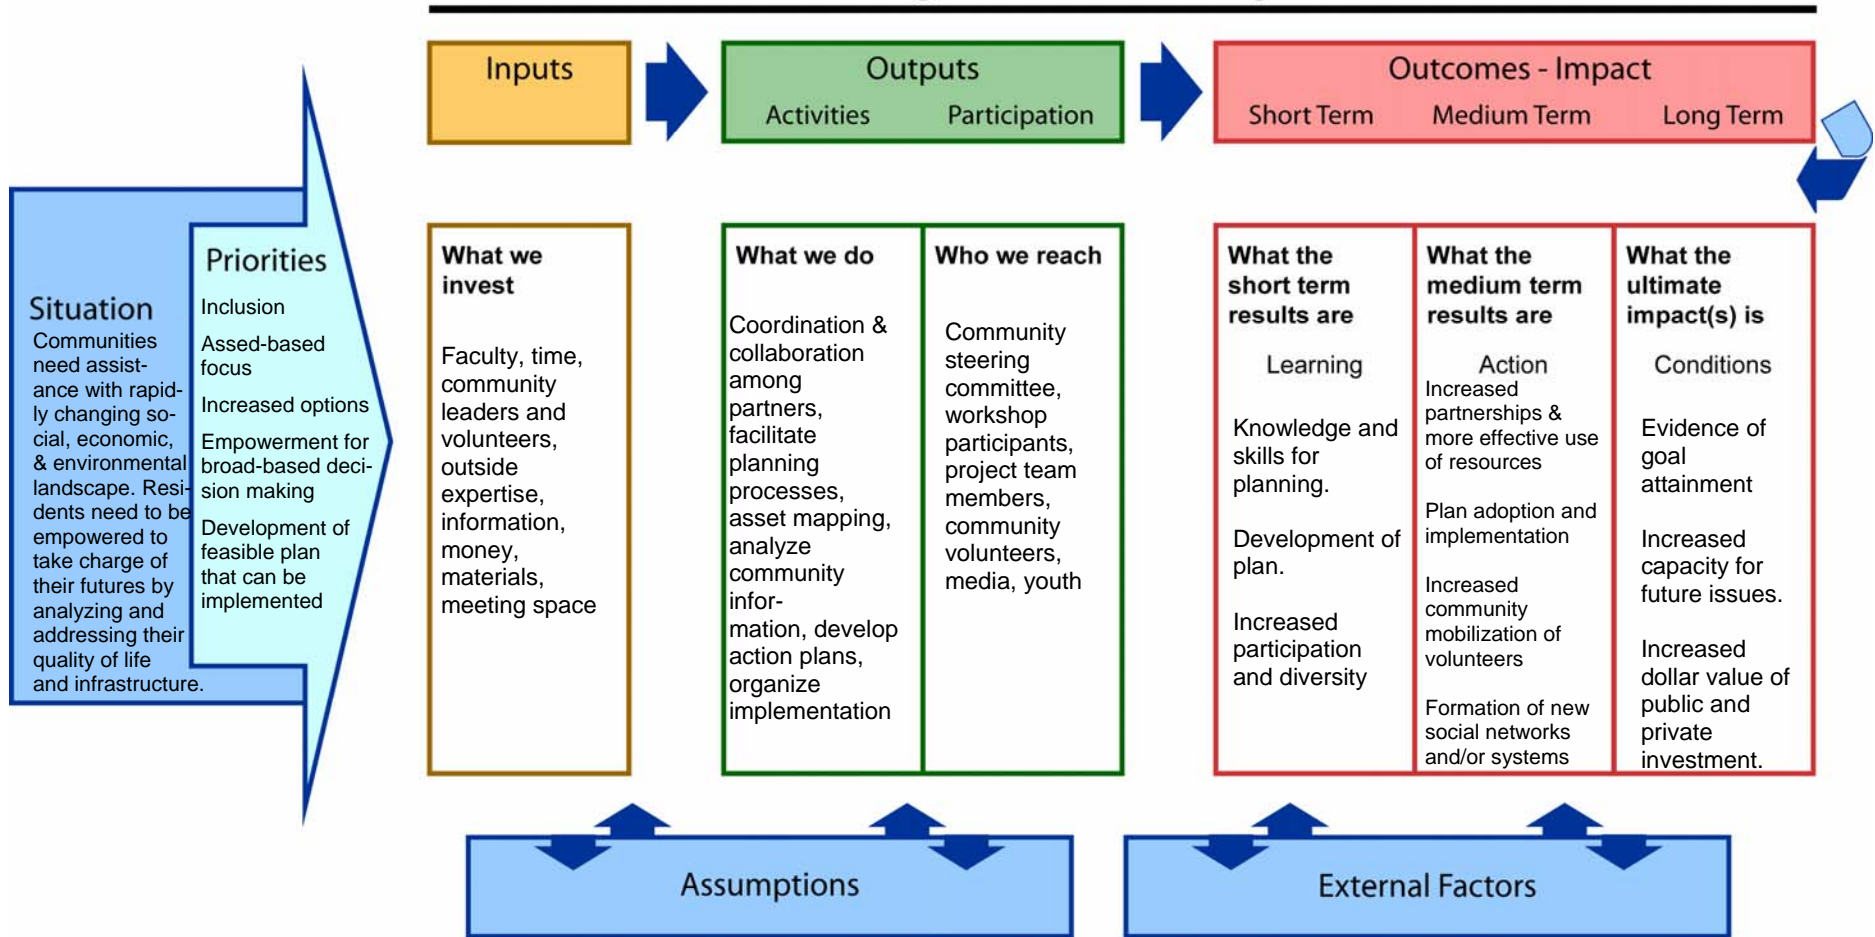 Inputs
Outputs
Activities Participation
Outcomes - Impact
Short Term Medium Term Long Term
Situation
Communities
need assist-
ance with rapid-
ly changing so-
cial, economic,
& environmental
landscape. Resi-
dents need to be
empowered to
take charge of
their futures by
analyzing and
addressing their
quality of life
and infrastructure.
Priorities
Inclusion
Assed-based
focus
Increased options
Empowerment for
broad-based deci-
sion making
Development of
feasible plan
that can be
implemented
What we
invest
Faculty, time,
community
leaders and
volunteers,
outside
expertise,
information,
money,
materials,
meeting space
What we do
Coordination &
collaboration
among
partners,
facilitate
planning
processes,
asset mapping,
analyze
community
infor-
mation, develop
action plans,
organize
implementation
Who we reach
Community
steering
committee,
workshop
participants,
project team
members,
community
volunteers,
media, youth
What the
short term
results are
Learning
Knowledge and
skills for
planning.
Development of
plan.
Increased
participation
and diversity
What the
medium term
results are
Action
Increased
partnerships &
more effective use
of resources
Plan adoption and
implementation
Increased
community
mobilization of
volunteers
Formation of new
social networks
and/or systems
What the
ultimate
impact(s) is
Conditions
Evidence of
goal
attainment
Increased
capacity for
future issues.
Increased
dollar value of
public and
private
investment.
Assumptions
External Factors